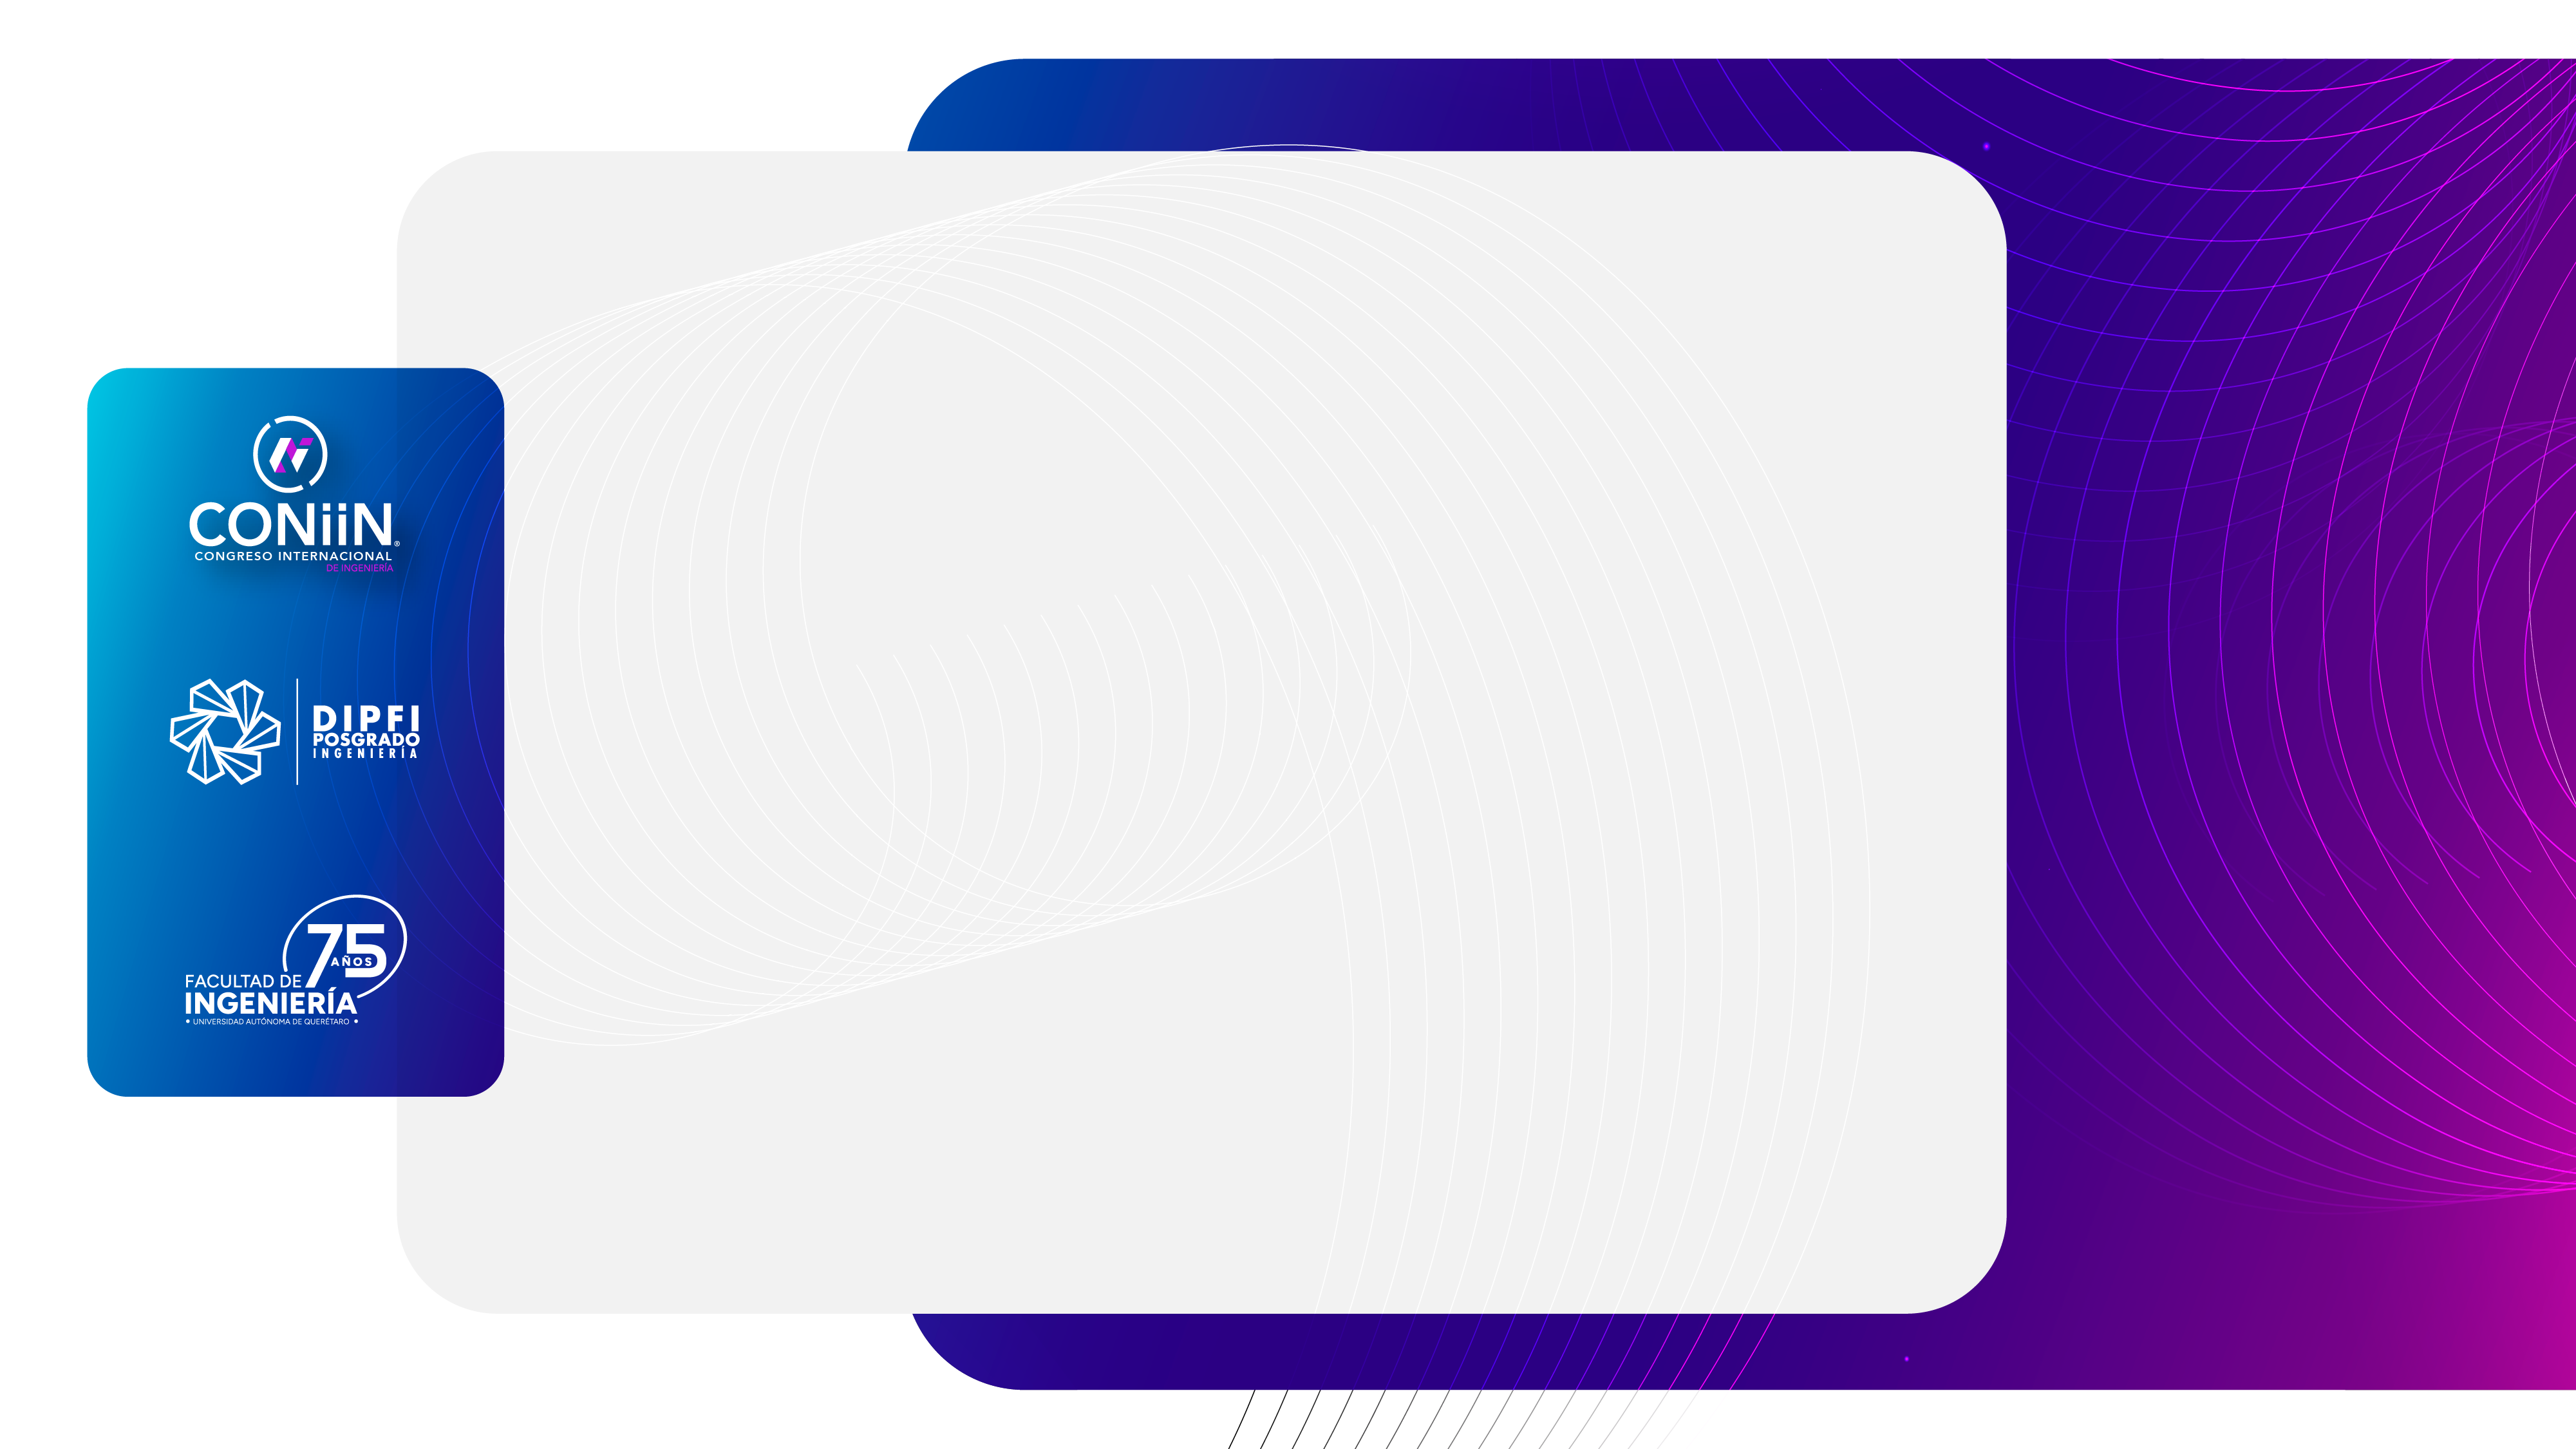 CONiiN®
CONGRESO INTERNACIONAL
DE INGENIERÍA
DIPFI
POSGRADO
INGENIERÍA
75
AÑOS
FACULTAD DE
INGENIERÍA
• UNIVERSIDAD AUTÓNOMA DE QUERÉTARO •